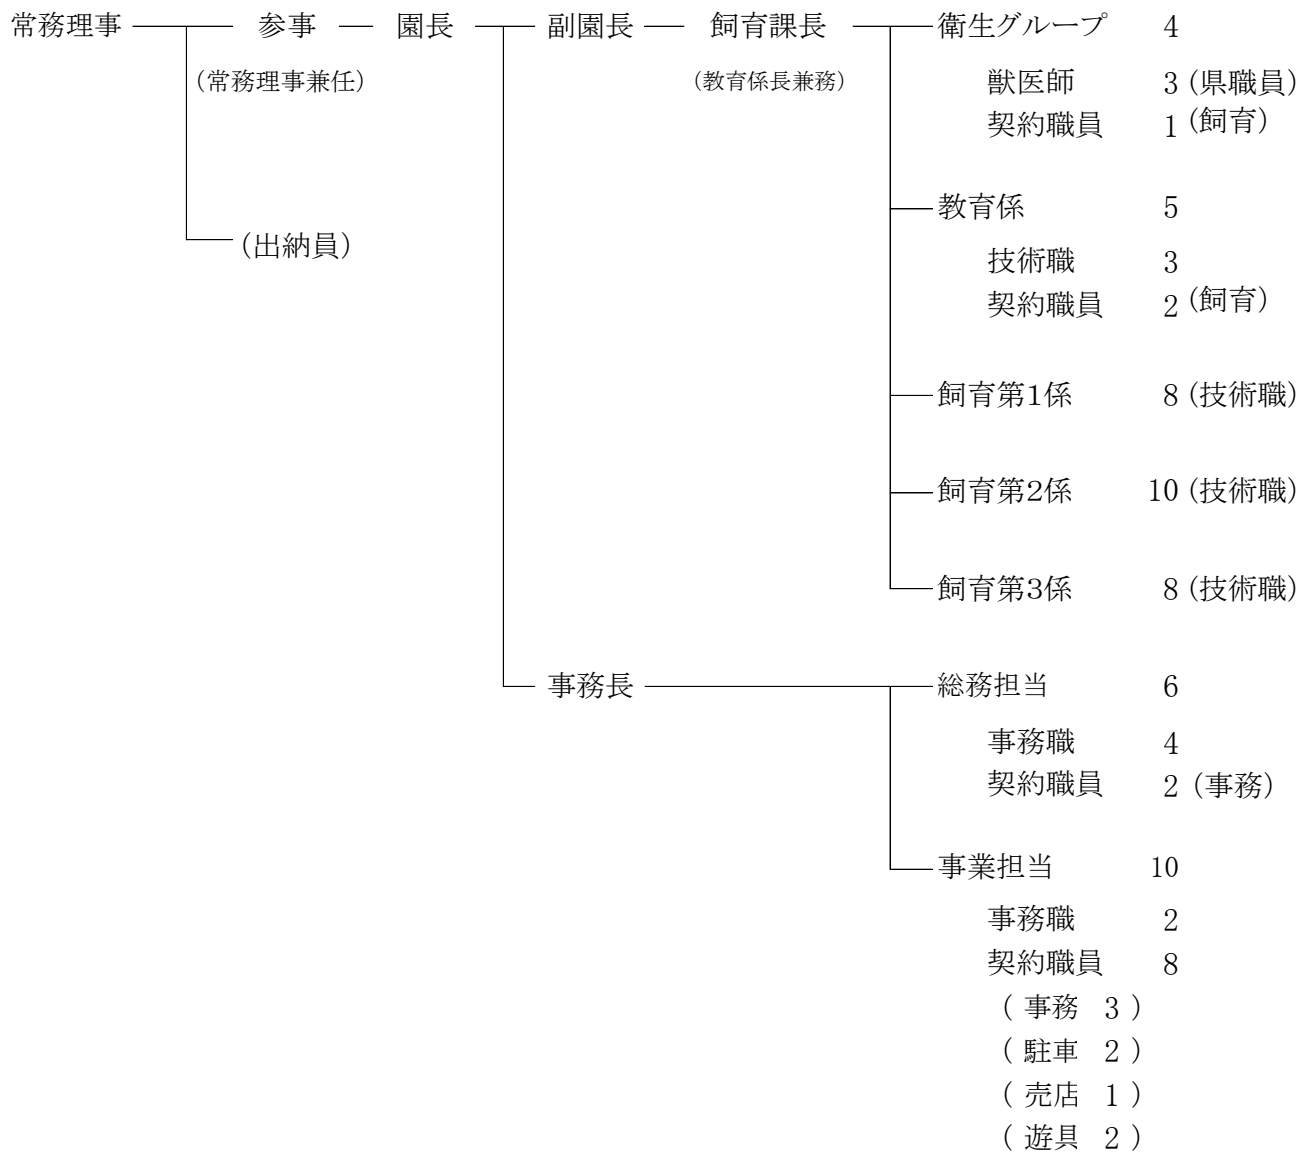 常務理事 参事 園長 副園長 飼育課長 衛生グループ 4
(常務理事兼任) (教育係長兼務) 獣医師 3 (県職員)
契約職員 1 (飼育)
教育係 5
(出納員)
技術職 3
契約職員 2 (飼育)
飼育第1係 8 (技術職)
飼育第2係 10 (技術職)
飼育第3係 8 (技術職)
事務長 総務担当 6
事務職 4
契約職員 2 (事務)
事業担当 10
事務職 2
契約職員 8
( 事務 3 )
( 駐車 2 )
( 売店 1 )
( 遊具 2 )